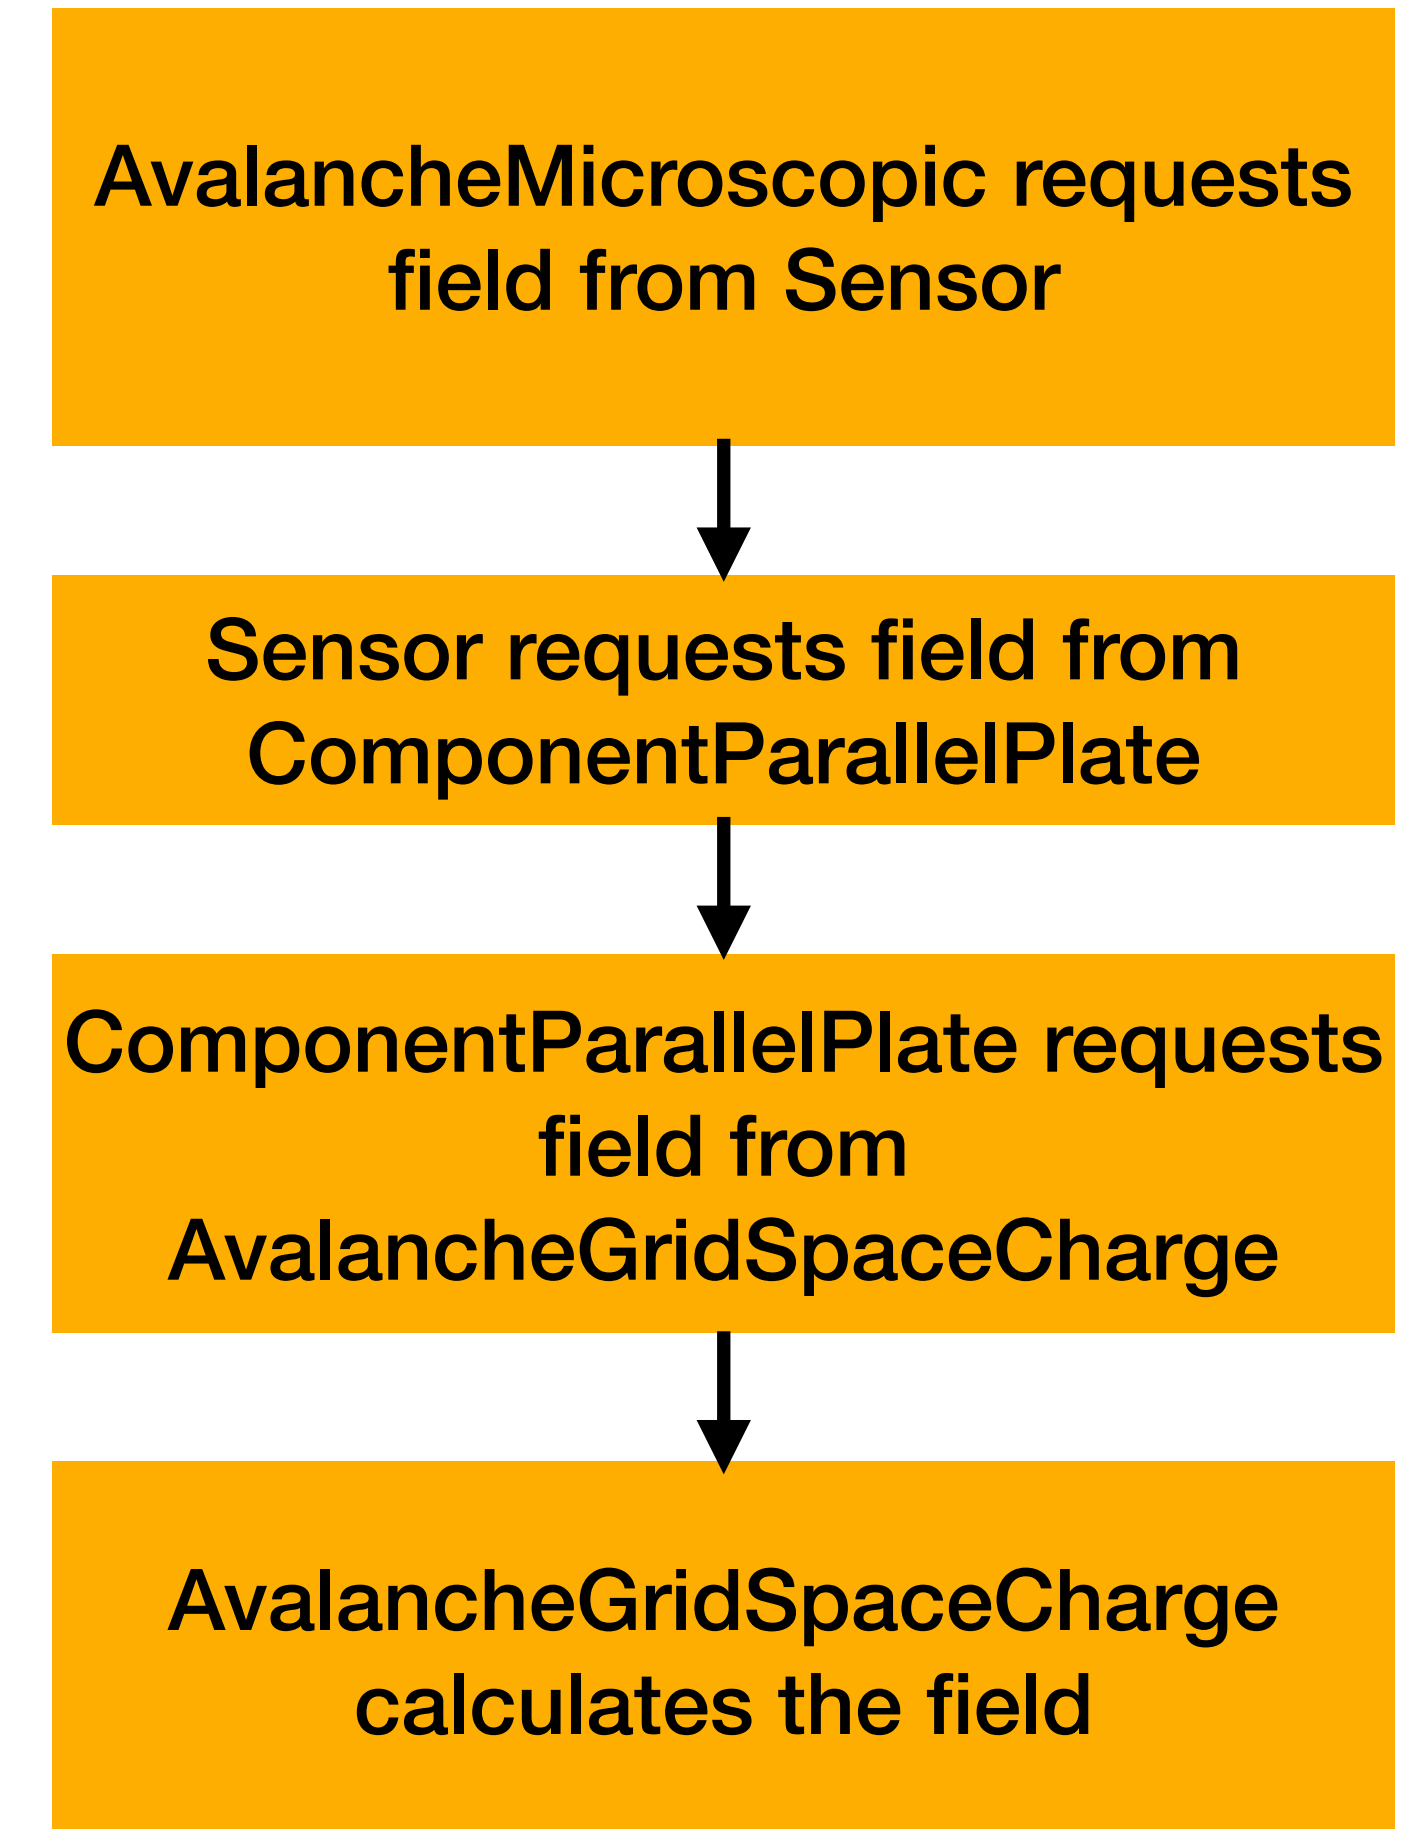 AvalancheMicroscopic requests
field from Sensor
Sensor requests field from
ComponentParallelPlate
ComponentParallelPlate requests
field from
AvalancheGridSpaceCharge
AvalancheGridSpaceCharge
calculates the field